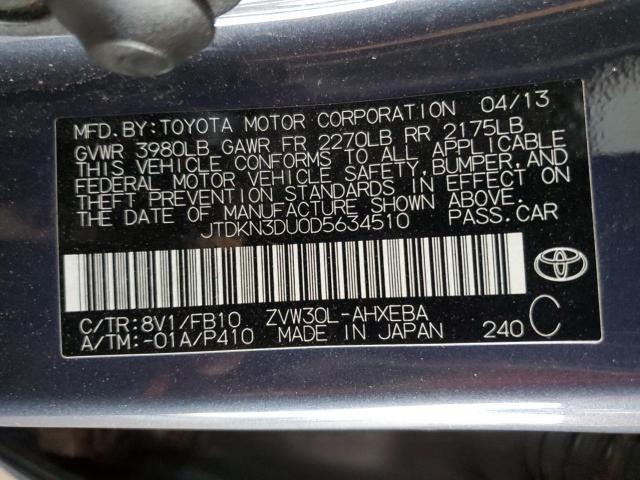 MFD. BY: TOYOTA MOTOR CORPORATION 04/13
GVWR 3980LB GAWR FR 2270LB RR 2175LB
THIS VEHICLE CONFORMS TO ALL APPLICABLE
FEDERAL MOTOR VEHICLE SAFETY, BUMPER, AND
THEFT PREVENTION STANDARDS IN EFFECT ON
THE DATE OF MANUFACTURE SHOWN ABOVE.
JTDKN3DU0D5634510 PASS. CAR
C/TR: 8V1/FB10 ZVW30L-AHXEBA
A/TM: -01A/P410 MADE IN JAPAN 240 C